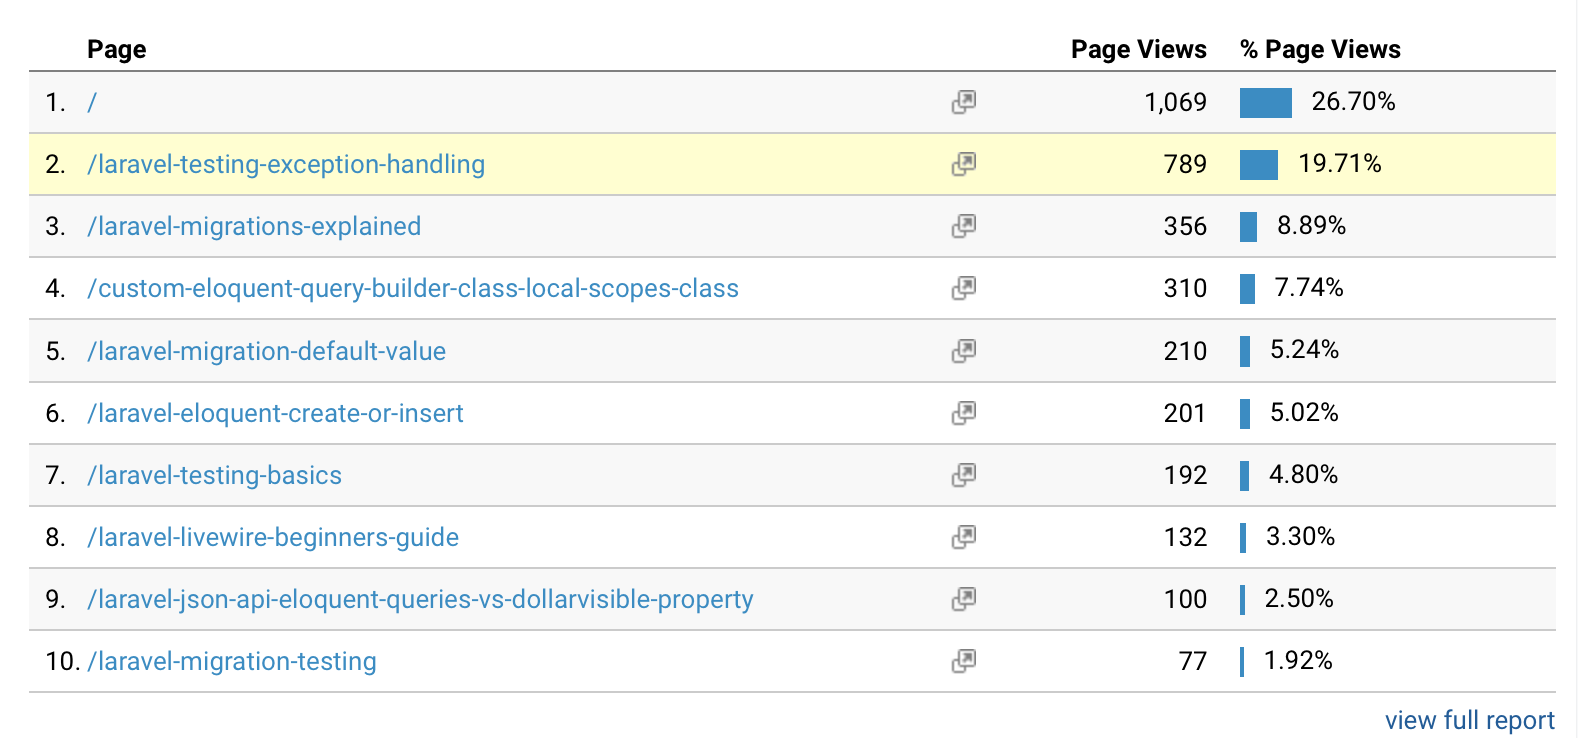 Page Page Views % Page Views
1. / 1,069 26.70%
2. /laravel-testing-exception-handling 789 19.71%
3. /laravel-migrations-explained 356 8.89%
4. /custom-eloquent-query-builder-class-local-scopes-class 310 7.74%
5. /laravel-migration-default-value 210 5.24%
6. /laravel-eloquent-create-or-insert 201 5.02%
7. /laravel-testing-basics 192 4.80%
8. /laravel-livewire-beginners-guide 132 3.30%
9. /laravel-json-api-eloquent-queries-vs-dollarvisible-property 100 2.50%
10. /laravel-migration-testing 77 1.92%
view full report